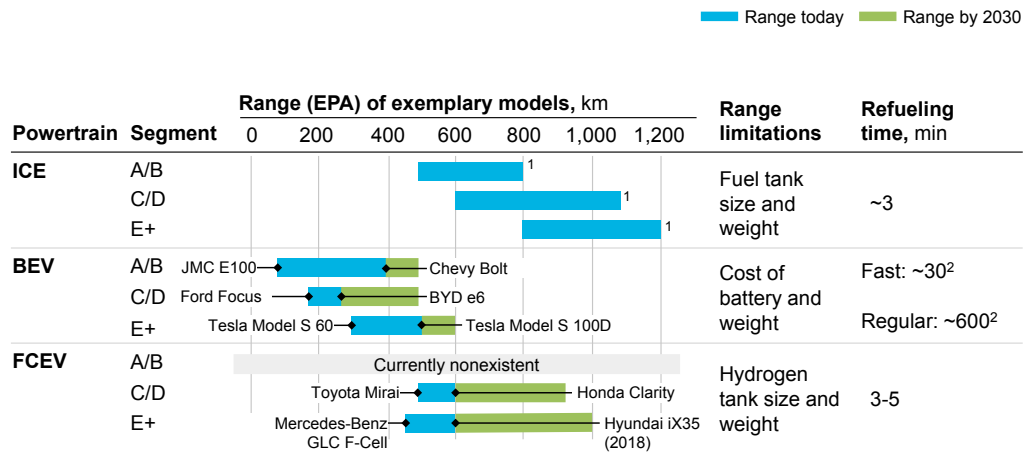 Range today Range by 2030
Range (EPA) of exemplary models, km
Range limitations
Refueling time, min
Powertrain Segment 0 200 400 600 800 1,000 1,200
ICE A/B 1
C/D 1
E+ 1
Fuel tank size and weight
~3
BEV A/B JMC E100 Chevy Bolt
C/D Ford Focus BYD e6
E+ Tesla Model S 60 Tesla Model S 100D
Cost of battery and weight
Fast: ~30²
Regular: ~600²
FCEV A/B Currently nonexistent
C/D Toyota Mirai Honda Clarity
E+ Mercedes-Benz GLC F-Cell Hyundai iX35 (2018)
Hydrogen tank size and weight
3-5